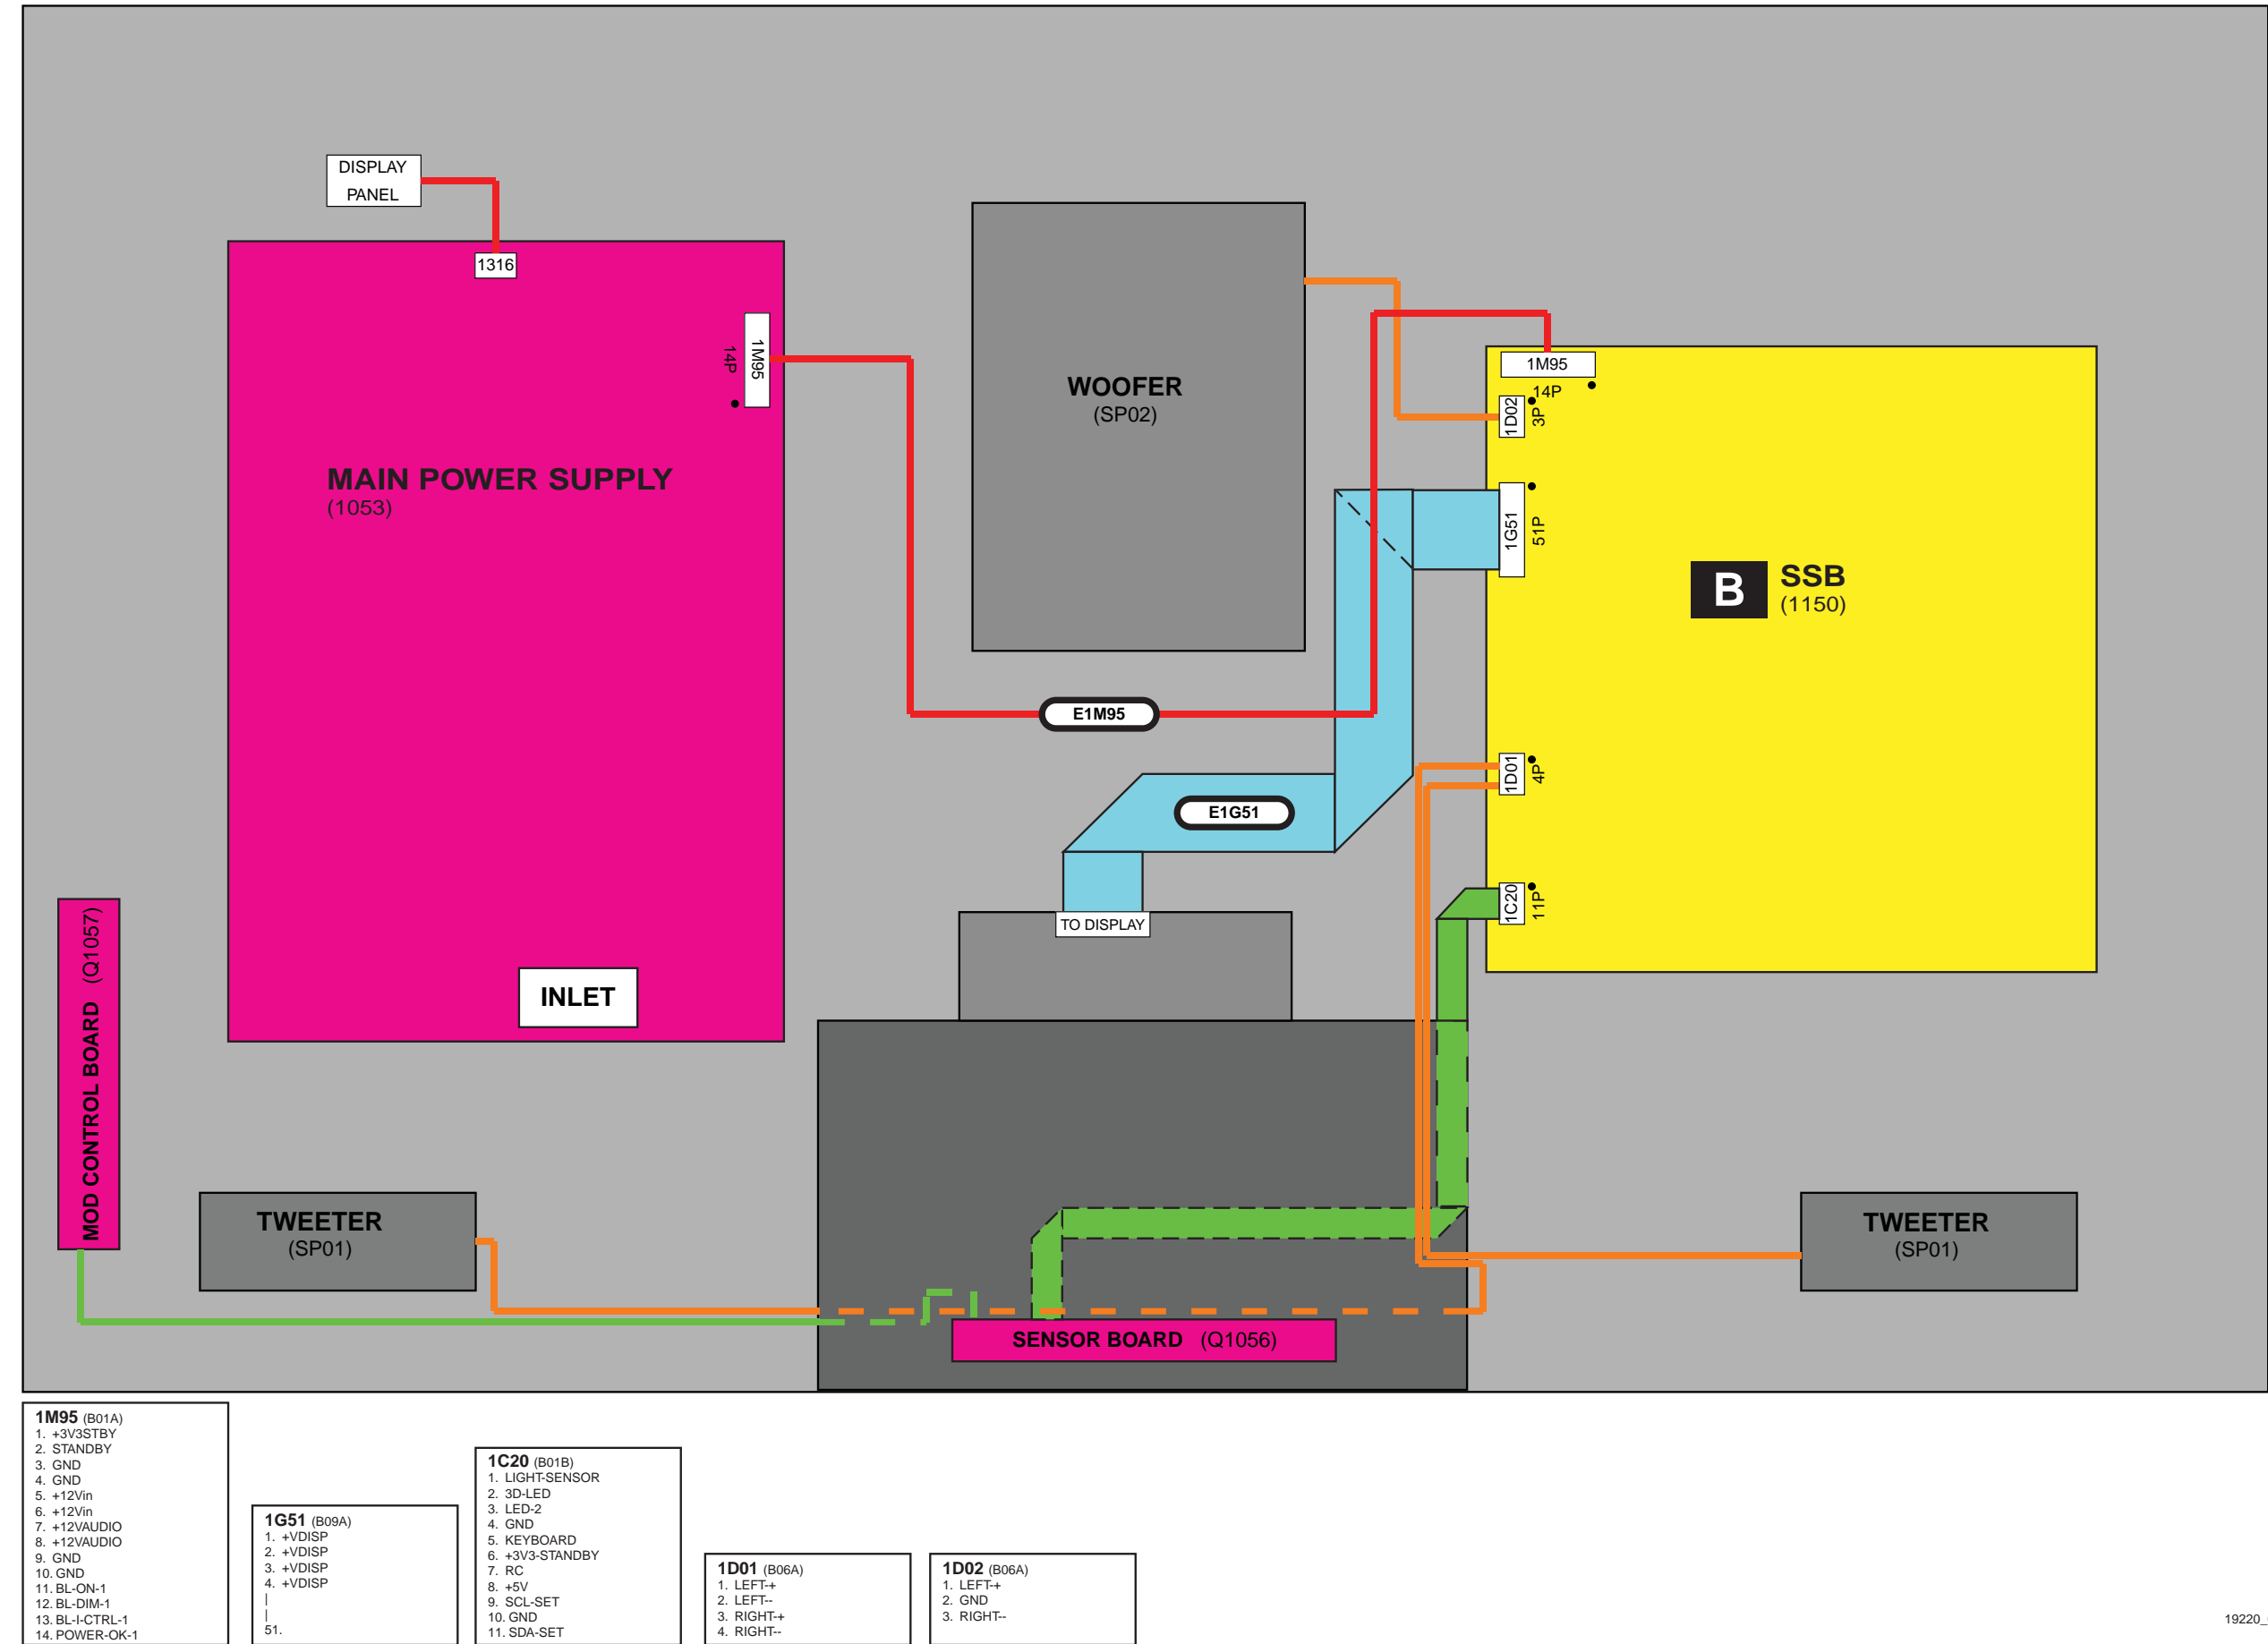 DISPLAY
PANEL
1316
1M95
14P
MAIN POWER SUPPLY
(1053)
INLET
WOOFER
(SP02)
1M95
14P
1D02
3P
1G51
51P
B
SSB
(1150)
E1M95
1D01
4P
E1G51
1C20
11P
TO DISPLAY
MOD CONTROL BOARD (Q1057)
TWEETER
(SP01)
TWEETER
(SP01)
SENSOR BOARD (Q1056)
1M95 (B01A)
1. +3V3STBY
2. STANDBY
3. GND
4. GND
5. +12Vin
6. +12Vin
7. +12VAUDIO
8. +12VAUDIO
9. GND
10. GND
11. BL-ON-1
12. BL-DIM-1
13. BL-I-CTRL-1
14. POWER-OK-1
1G51 (B09A)
1. +VDISP
2. +VDISP
3. +VDISP
4. +VDISP
|
|
51.
1C20 (B01B)
1. LIGHT-SENSOR
2. 3D-LED
3. LED-2
4. GND
5. KEYBOARD
6. +3V3-STANDBY
7. RC
8. +5V
9. SCL-SET
10. GND
11. SDA-SET
1D01 (B06A)
1. LEFT-+
2. LEFT--
3. RIGHT-+
4. RIGHT--
1D02 (B06A)
1. LEFT-+
2. GND
3. RIGHT--
19220_